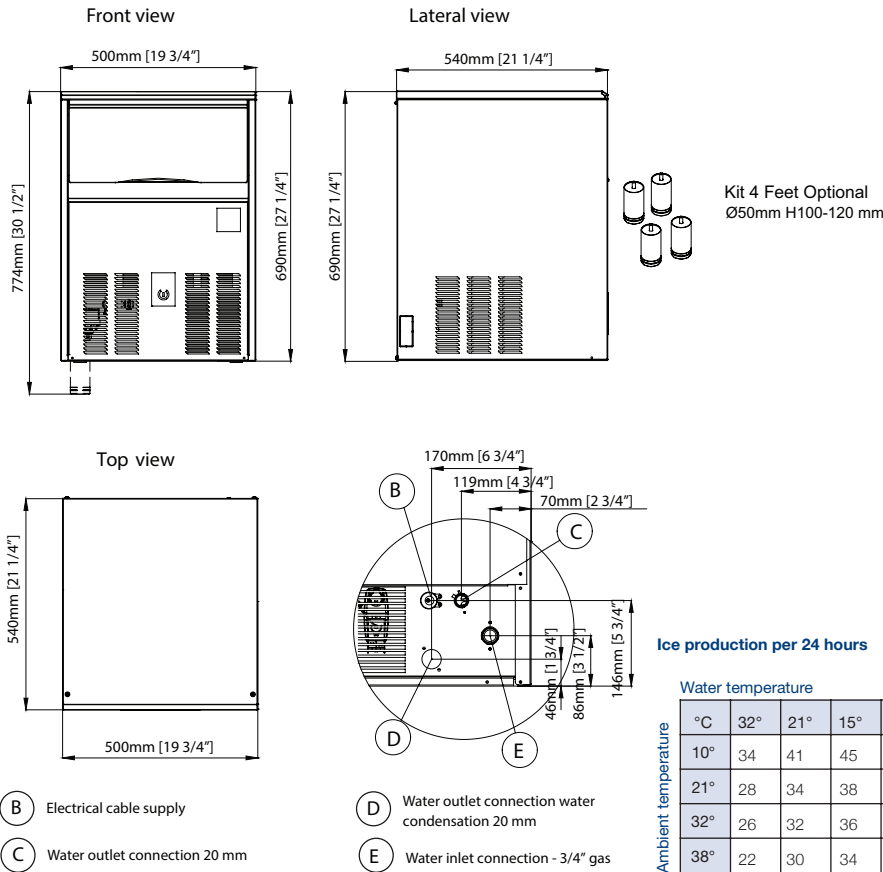 Front view
Lateral view
500mm [19 3/4”]
540mm [21 1/4”]
774mm [30 1/2”]
690mm [27 1/4”]
690mm [27 1/4”]
Kit 4 Feet Optional
Ø50mm H100-120 mm
Top view
540mm [21 1/4”]
500mm [19 3/4”]
170mm [6 3/4”]
119mm [4 3/4”]
70mm [2 3/4”]
B
C
46mm [1 3/4”]
86mm [3 1/2”]
146mm [5 3/4”]
D
E
B Electrical cable supply
C Water outlet connection 20 mm
D Water outlet connection water
condensation 20 mm
E Water inlet connection - 3/4” gas
Ice production per 24 hours
Water temperature
Ambient temperature
°C 32° 21° 15°
10° 34 41 45
21° 28 34 38
32° 26 32 36
38° 22 30 34